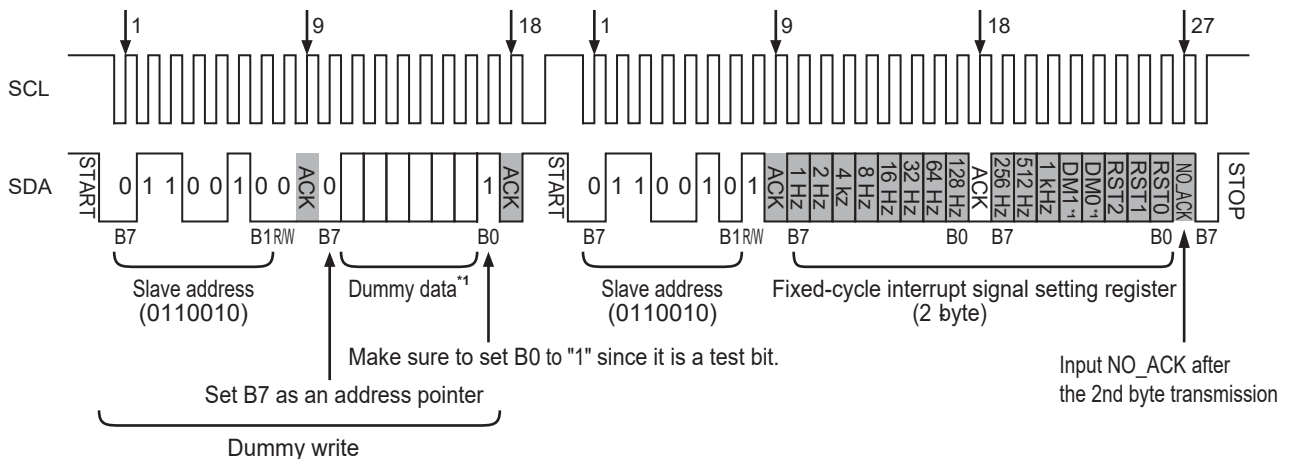 1 9 18 1 9 18 27
SCL
SDA START 0 1 1 0 0 1 0 0 ACK 0 1 ACK START 0 1 1 0 0 1 0 1 ACK 1 Hz 2 Hz 4 kz 8 Hz 16 Hz 32 Hz 64 Hz 128 Hz ACK 256 Hz 512 Hz 1 kHz DM1*1 DM0*1 RST2 RST1 RST0 NO_ACK STOP
B7 B1 R/W B7 B0 B7 B1 R/W B7 B0 B7 B0 B7
Slave address Dummy data*1 Slave address Fixed-cycle interrupt signal setting register
(0110010) (0110010) (2 byte)
Make sure to set B0 to "1" since it is a test bit.
Input NO_ACK after
the 2nd byte transmission
Set B7 as an address pointer
Dummy write